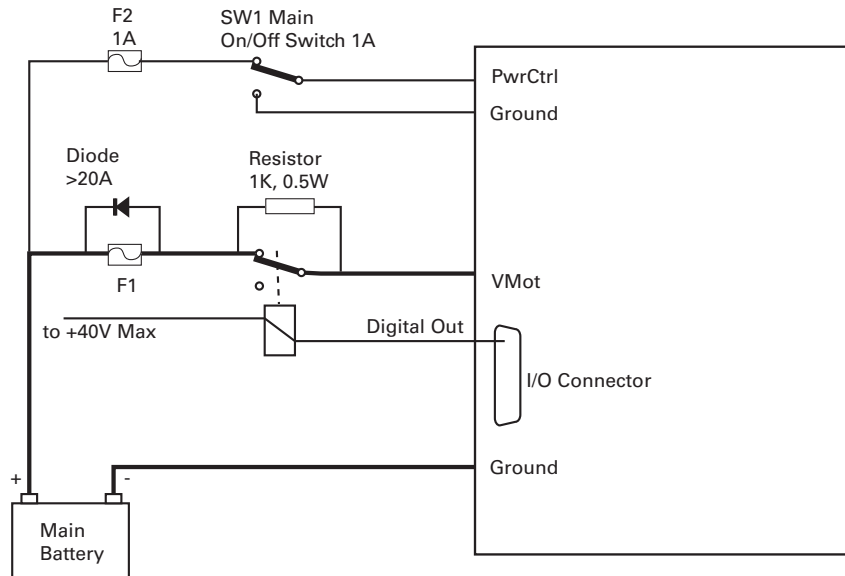 F2
1A
SW1 Main
On/Off Switch 1A
PwrCtrl
Ground
Diode
>20A
Resistor
1K, 0.5W
F1
VMot
to +40V Max
Digital Out
I/O Connector
Ground
+
-
Main
Battery